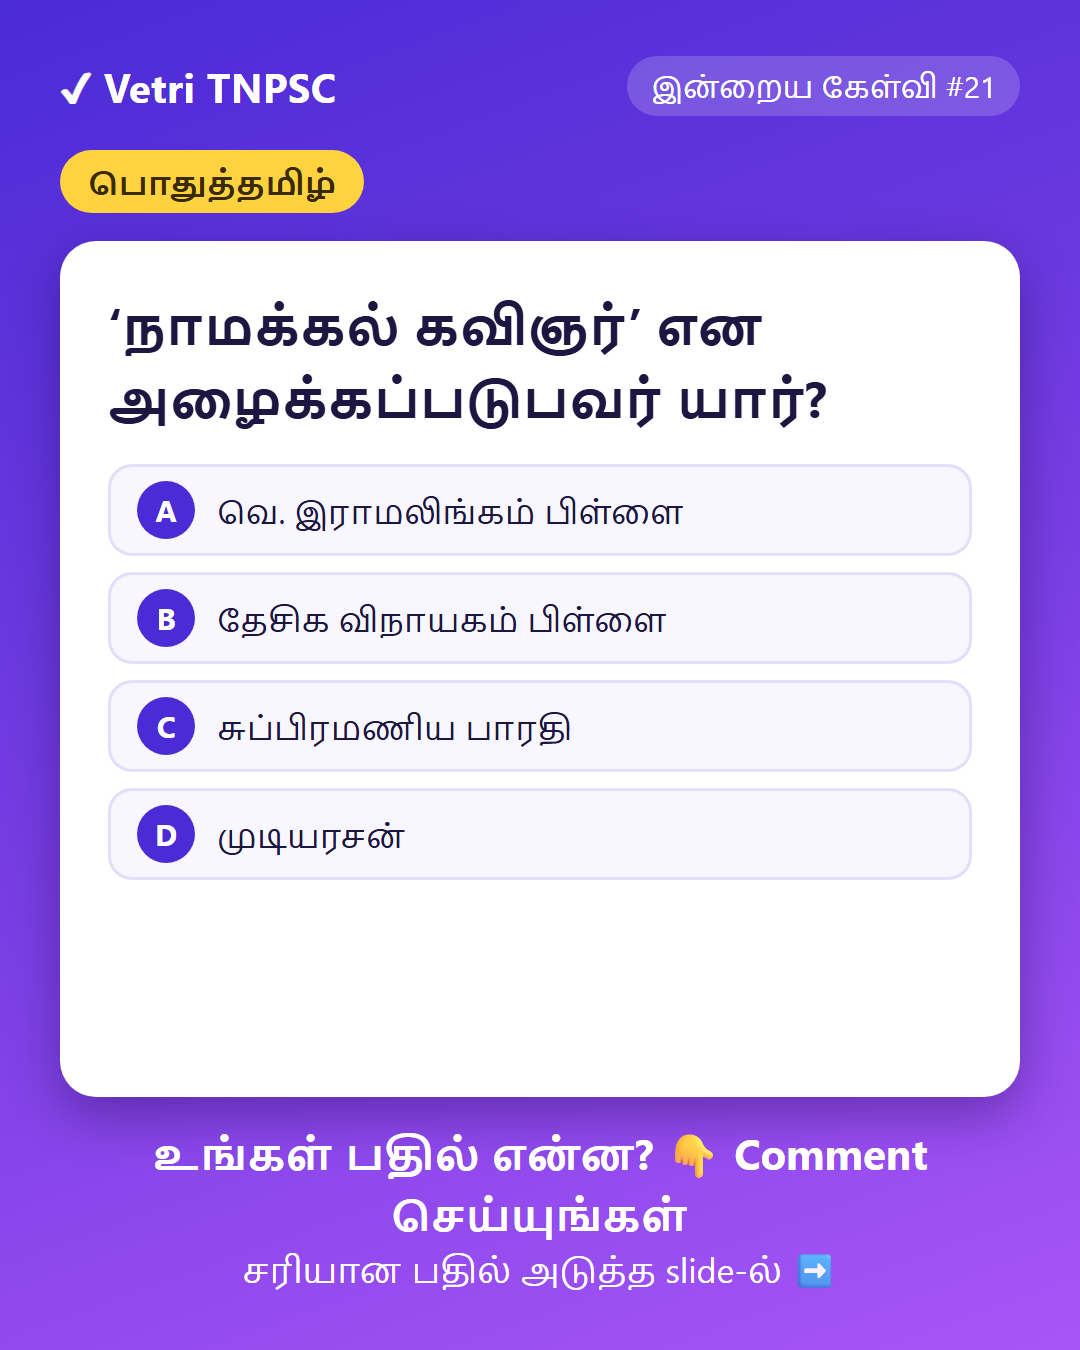 ✔ Vetri TNPSC
இன்றைய கேள்வி #21
பொதுத்தமிழ்
‘நாமக்கல் கவிஞர்’ என
அழைக்கப்படுபவர் யார்?
A வெ. இராமலிங்கம் பிள்ளை
B தேசிக விநாயகம் பிள்ளை
C சுப்பிரமணிய பாரதி
D முடியரசன்
உங்கள் பதில் என்ன? 👇 Comment
செய்யுங்கள்
சரியான பதில் அடுத்த slide-ல் ➡️